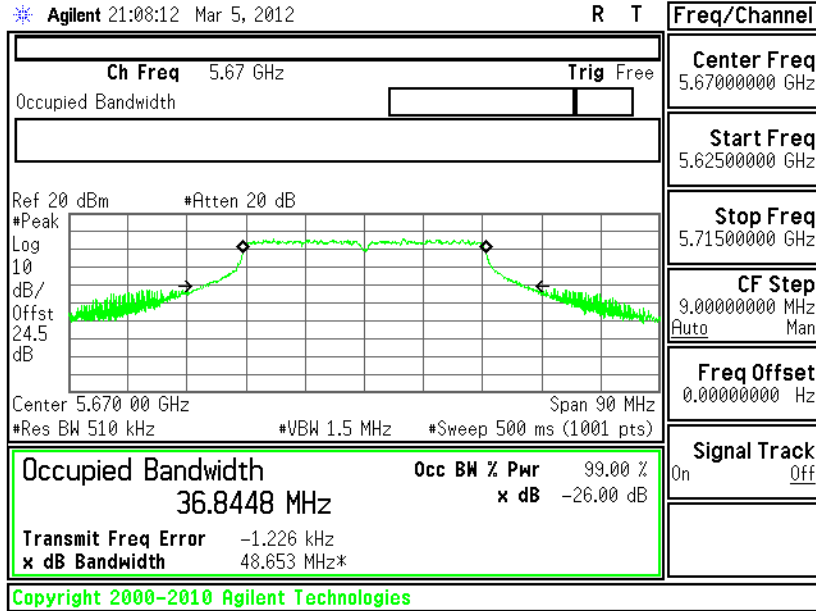 Agilent 21:08:12 Mar 5, 2012 R T
Freq/Channel
Ch Freq 5.67 GHz Trig Free
Occupied Bandwidth
Center Freq
5.67000000 GHz
Start Freq
5.62500000 GHz
Stop Freq
5.71500000 GHz
CF Step
9.00000000 MHz
Auto Man
Freq Offset
0.00000000 Hz
Signal Track
On Off
Ref 20 dBm #Atten 20 dB
#Peak
Log
10
dB/
Offst
24.5
dB
Center 5.670 00 GHz Span 90 MHz
#Res BW 510 kHz #VBW 1.5 MHz #Sweep 500 ms (1001 pts)
Occupied Bandwidth Occ BW % Pwr 99.00 %
36.8448 MHz x dB -26.00 dB
Transmit Freq Error -1.226 kHz
x dB Bandwidth 48.653 MHz*
Copyright 2000-2010 Agilent Technologies